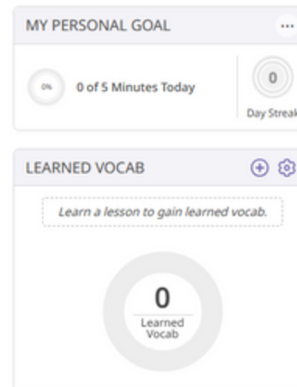 MY PERSONAL GOAL
...
0%
0 of 5 Minutes Today
0
Day Streak
LEARNED VOCAB
Learn a lesson to gain learned vocab.
0
Learned
Vocab